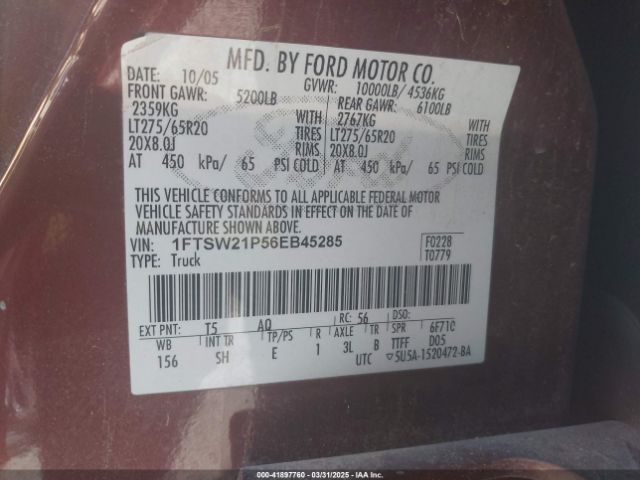 MFD. BY FORD MOTOR CO.
DATE: 10/05 GVWR: 10000LB/ 4536KG
FRONT GAWR: 5200LB REAR GAWR: 6100LB
2359KG WITH 2767KG WITH
LT275/65R20 TIRES LT275/65R20 TIRES
20X8.0J RIMS 20X8.0J RIMS
AT 450 kPa/ 65 PSI COLD AT 450 kPa/ 65 PSI COLD
THIS VEHICLE CONFORMS TO ALL APPLICABLE FEDERAL MOTOR
VEHICLE SAFETY STANDARDS IN EFFECT ON THE DATE OF
MANUFACTURE SHOWN ABOVE.
VIN: 1FTSW21P56EB45285 F0228
TYPE: Truck T0779
EXT PNT: T5 AQ RC: 56 DSO:
WB INT TR TP/PS R AXLE TR SPR 6F71C
156 SH E 1 3L B TTFF D05
UTC ▽5U5A-1520472-BA
000-41897760 - 03/31/2025 - IAA Inc.